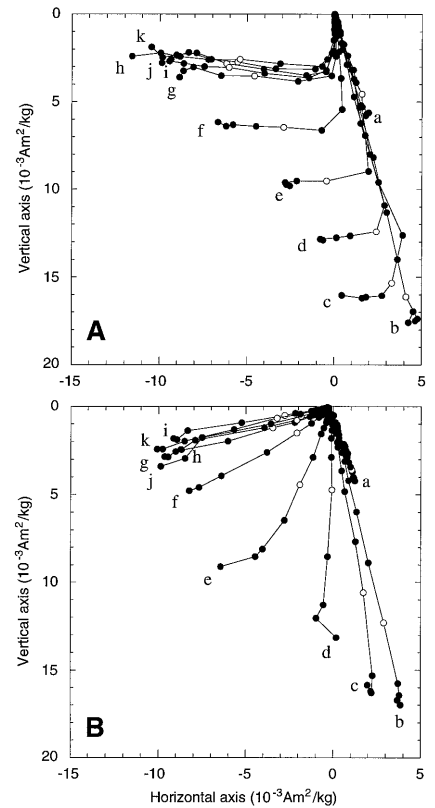 0
k
h
j
i
g
5
a
f
e
10
d
15
c
b
A
20
-15
-10
-5
0
5
Vertical axis (10-3Am2/kg)
0
i
k
g
h
j
a
f
5
e
10
d
15
c
b
B
20
-15
-10
-5
0
5
Vertical axis (10-3Am2/kg)
Horizontal axis (10-3Am2/kg)